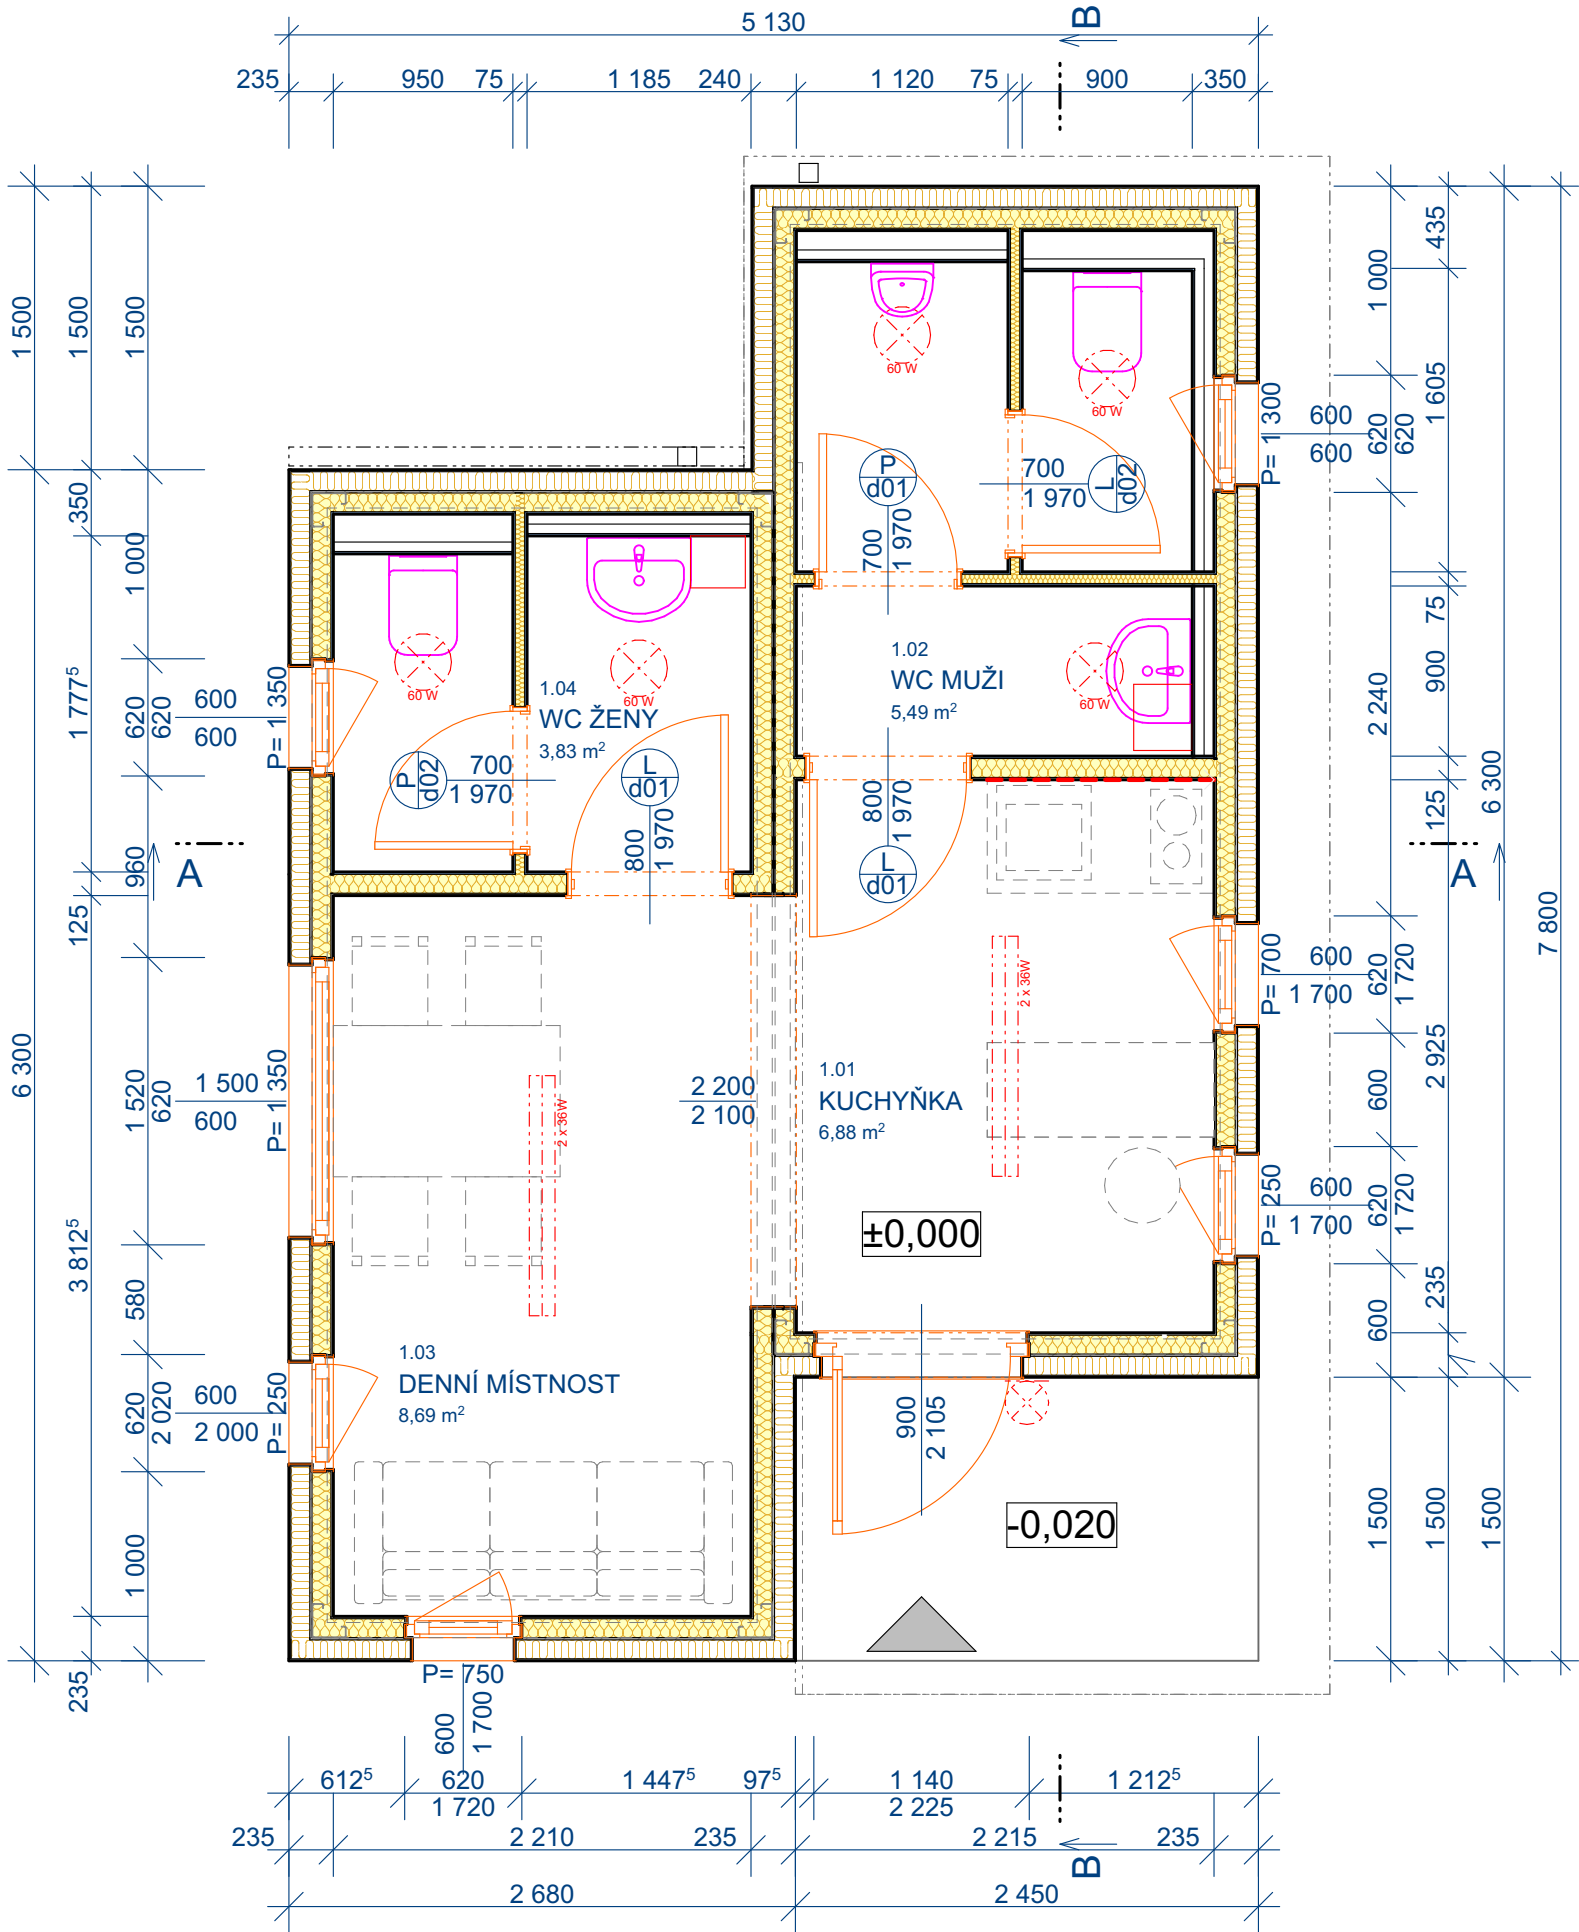 5 130
B
235 950 75 1 185 240 1 120 75 900 350
1 500
1 500
1 500
350
1 000
1 777⁵
620
620
600
600
P= 1 350
A
960
125
6 300
1 520
620
1 500
600
P= 1 350
3 812⁵
580
620
2 020
600
2 000
P= 250
1 000
235
60 W
60 W
P
d01
700
1 970
L
d02
700
1 970
1.02
WC MUŽI
5,49 m²
60 W
60 W
60 W
1.04
WC ŽENY
3,83 m²
P
d02
700
1 970
L
d01
800
1 970
800
1 970
L
d01
2 x 36W
2 x 36W
2 200
2 100
1.01
KUCHYŇKA
6,88 m²
±0,000
1.03
DENNÍ MÍSTNOST
8,69 m²
900
2 105
-0,020
P= 1 300
600
600
620
620
1 000
435
1 605
75
900
2 240
125
6 300
7 800
A
P= 700
600
1 700
620
1 720
600
2 925
P= 250
600
1 700
620
1 720
235
600
1 500
1 500
1 500
P= 750
600
1 700
612⁵ 620 1 447⁵ 97⁵ 1 140 1 212⁵
1 720 2 225
235 2 210 235 2 215 235
B
2 680 2 450